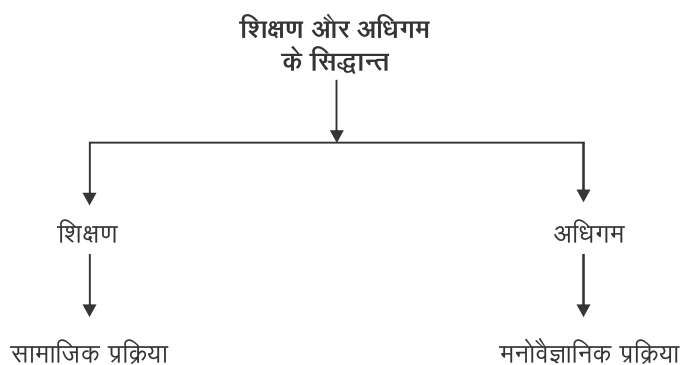 शिक्षण और अधिगम
के सिद्धान्त
शिक्षण
अधिगम
सामाजिक प्रक्रिया
मनोवैज्ञानिक प्रक्रिया